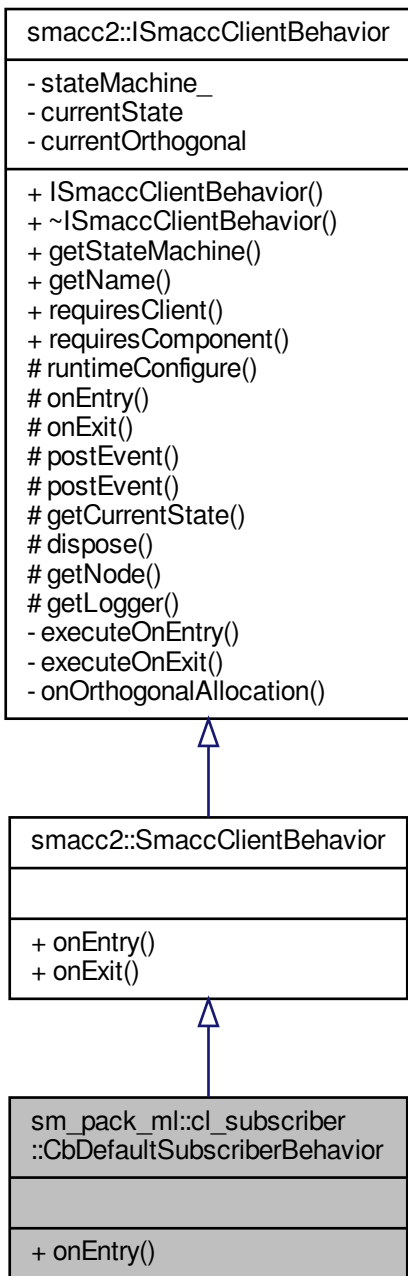 smacc2::ISmaccClientBehavior
- stateMachine_
- currentState
- currentOrthogonal
+ ISmaccClientBehavior()
+ ~ISmaccClientBehavior()
+ getStateMachine()
+ getName()
+ requiresClient()
+ requiresComponent()
# runtimeConfigure()
# onEntry()
# onExit()
# postEvent()
# postEvent()
# getCurrentState()
# dispose()
# getNode()
# getLogger()
- executeOnEntry()
- executeOnExit()
- onOrthogonalAllocation()
smacc2::SmaccClientBehavior
+ onEntry()
+ onExit()
sm_pack_ml::cl_subscriber
::CbDefaultSubscriberBehavior
+ onEntry()